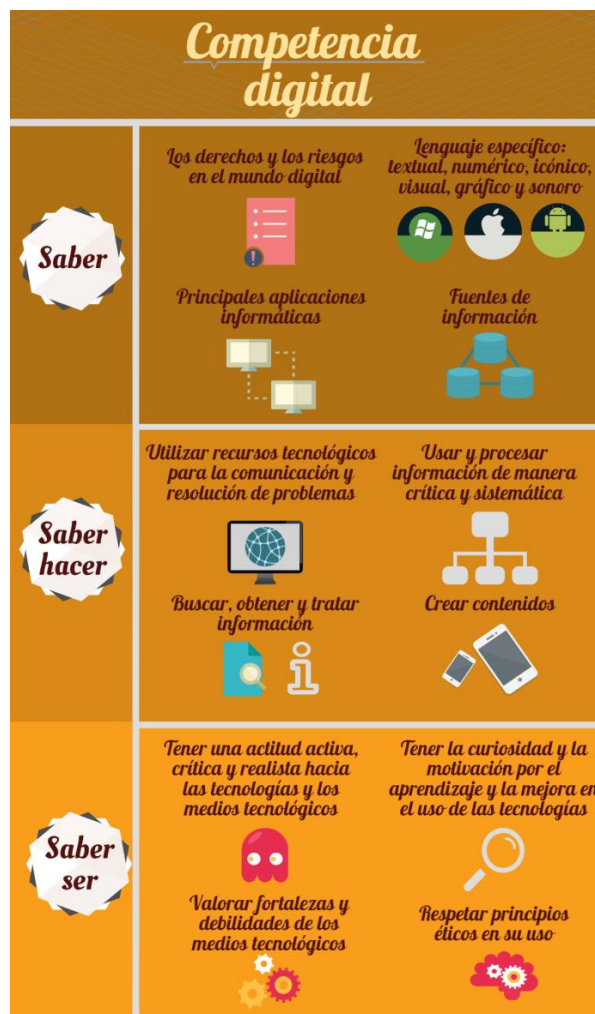 Competencia
digital
Saber
Los derechos y los riesgos
en el mundo digital
Lenguaje específico:
textual, numérico, icónico,
visual, gráfico y sonoro
Principales aplicaciones
informáticas
Fuentes de
información
Saber
hacer
Utilizar recursos tecnológicos
para la comunicación y
resolución de problemas
Usar y procesar
información de manera
crítica y sistemática
Buscar, obtener y tratar
información
Crear contenidos
Saber
ser
Tener una actitud activa,
crítica y realista hacia
las tecnologías y los
medios tecnológicos
Tener la curiosidad y la
motivación por el
aprendizaje y la mejora en
el uso de las tecnologías
Valorar fortalezas y
debilidades de los
medios tecnológicos
Respetar principios
éticos en su uso